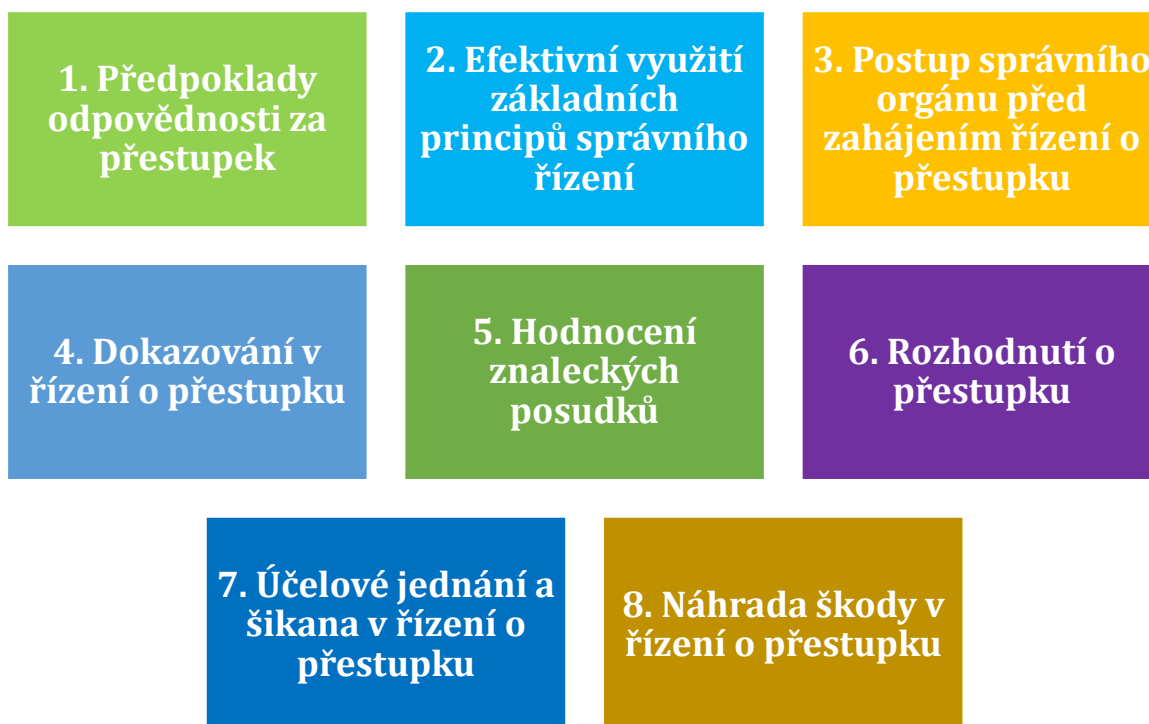 1. Předpoklady
odpovědnosti za
přestupek
2. Efektivní využití
základních
principů správního
řízení
3. Postup správního
orgánu před
zahájením řízení o
přestupku
4. Dokazování v
řízení o přestupku
5. Hodnocení
znaleckých
posudků
6. Rozhodnutí o
přestupku
7. Účelové jednání a
šikana v řízení o
přestupku
8. Náhrada škody v
řízení o přestupku